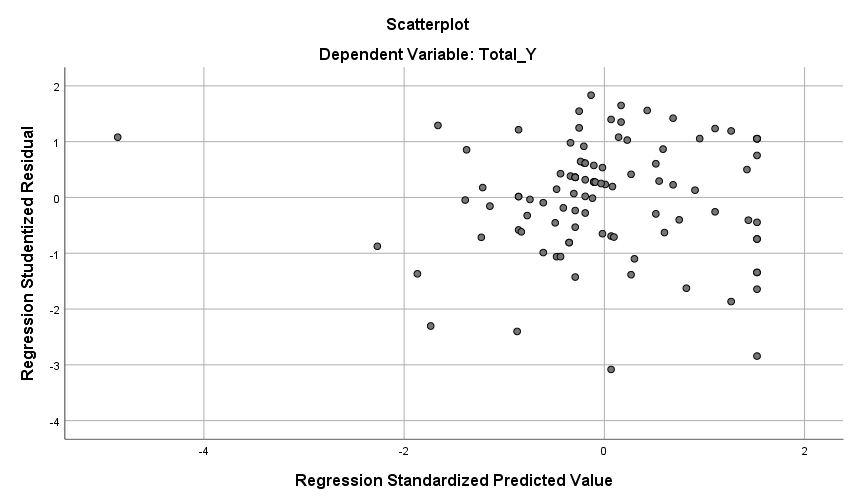 Scatterplot
Dependent Variable: Total_Y
2
1
0
-1
-2
-3
-4
Regression Studentized Residual
-4
-2
0
2
Regression Standardized Predicted Value